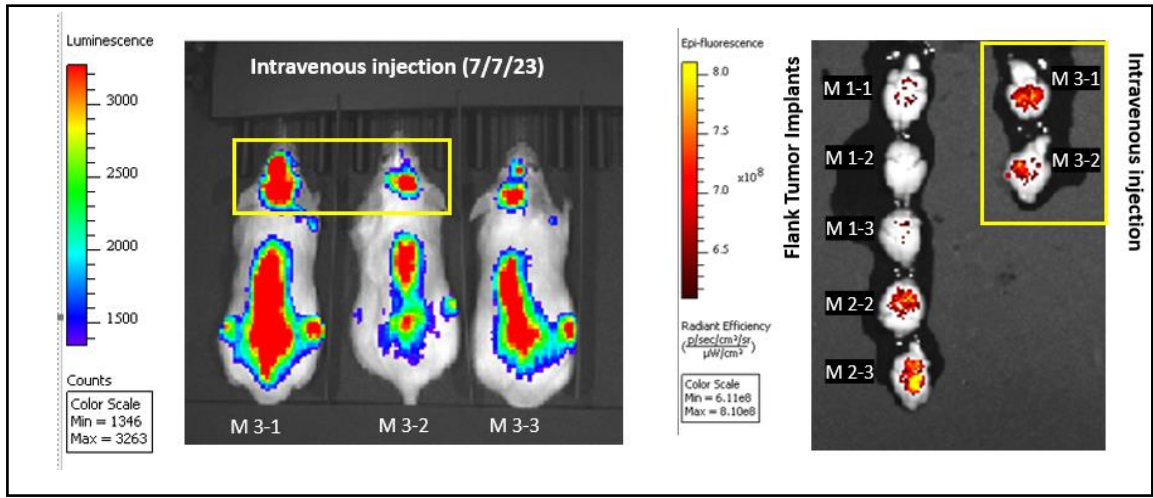 Luminescence
3000
2500
2000
1500
Counts
Color Scale
Min = 1346
Max = 3263
Intravenous injection (7/7/23)
M 3-1
M 3-2
M 3-3
Epi-fluorescence
8.0
7.5
x10⁸
7.0
6.5
Radiant Efficiency
(p/sec/cm²/sr
µW/cm²)
Color Scale
Min = 6.11e8
Max = 8.10e8
Flank Tumor Implants
M 1-1
M 1-2
M 1-3
M 2-2
M 2-3
M 3-1
M 3-2
Intravenous injection